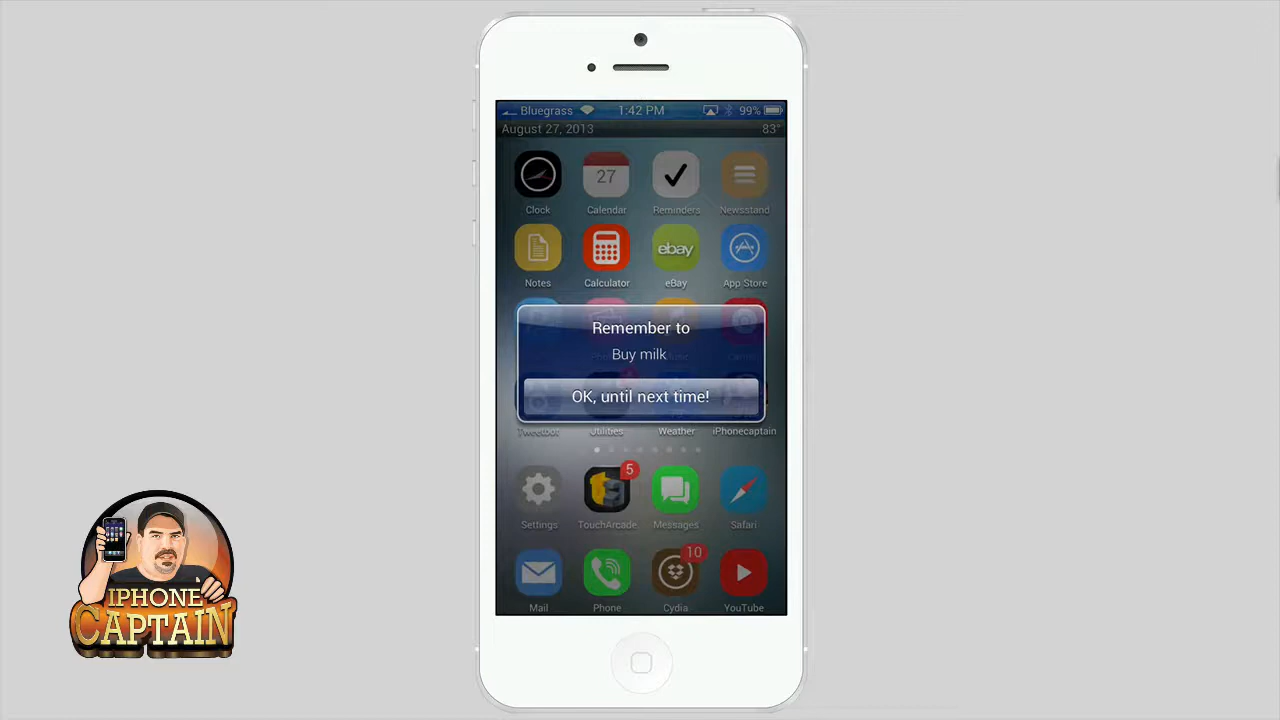 Bluegrass 1:42 PM 99%
August 27, 2013 83°
27
Clock Calendar Reminders Newsstand
ebay
Notes Calculator eBay App Store
Remember to
Buy milk
OK, until next time!
Tweetbot Utilities Weather iPhonecaptain
5
Settings TouchArcade Messages Safari
10
Mail Phone Cydia YouTube
IPHONE
CAPTAIN